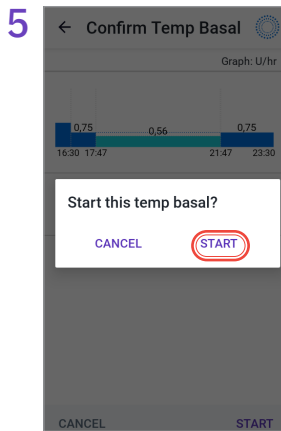 5
Confirm Temp Basal
Graph: U/hr
0,75 0,56 0,75
16:30 17:47 21:47 23:30
Start this temp basal?
CANCEL START
CANCEL START